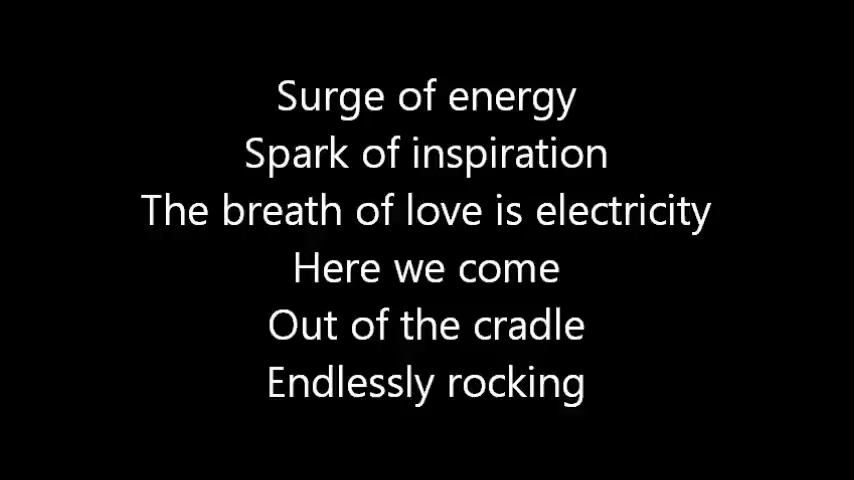 Surge of energy
Spark of inspiration
The breath of love is electricity
Here we come
Out of the cradle
Endlessly rocking